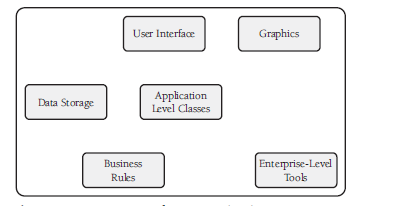 User Interface
Graphics
Data Storage
Application
Level Classes
Business
Rules
Enterprise-Level
Tools